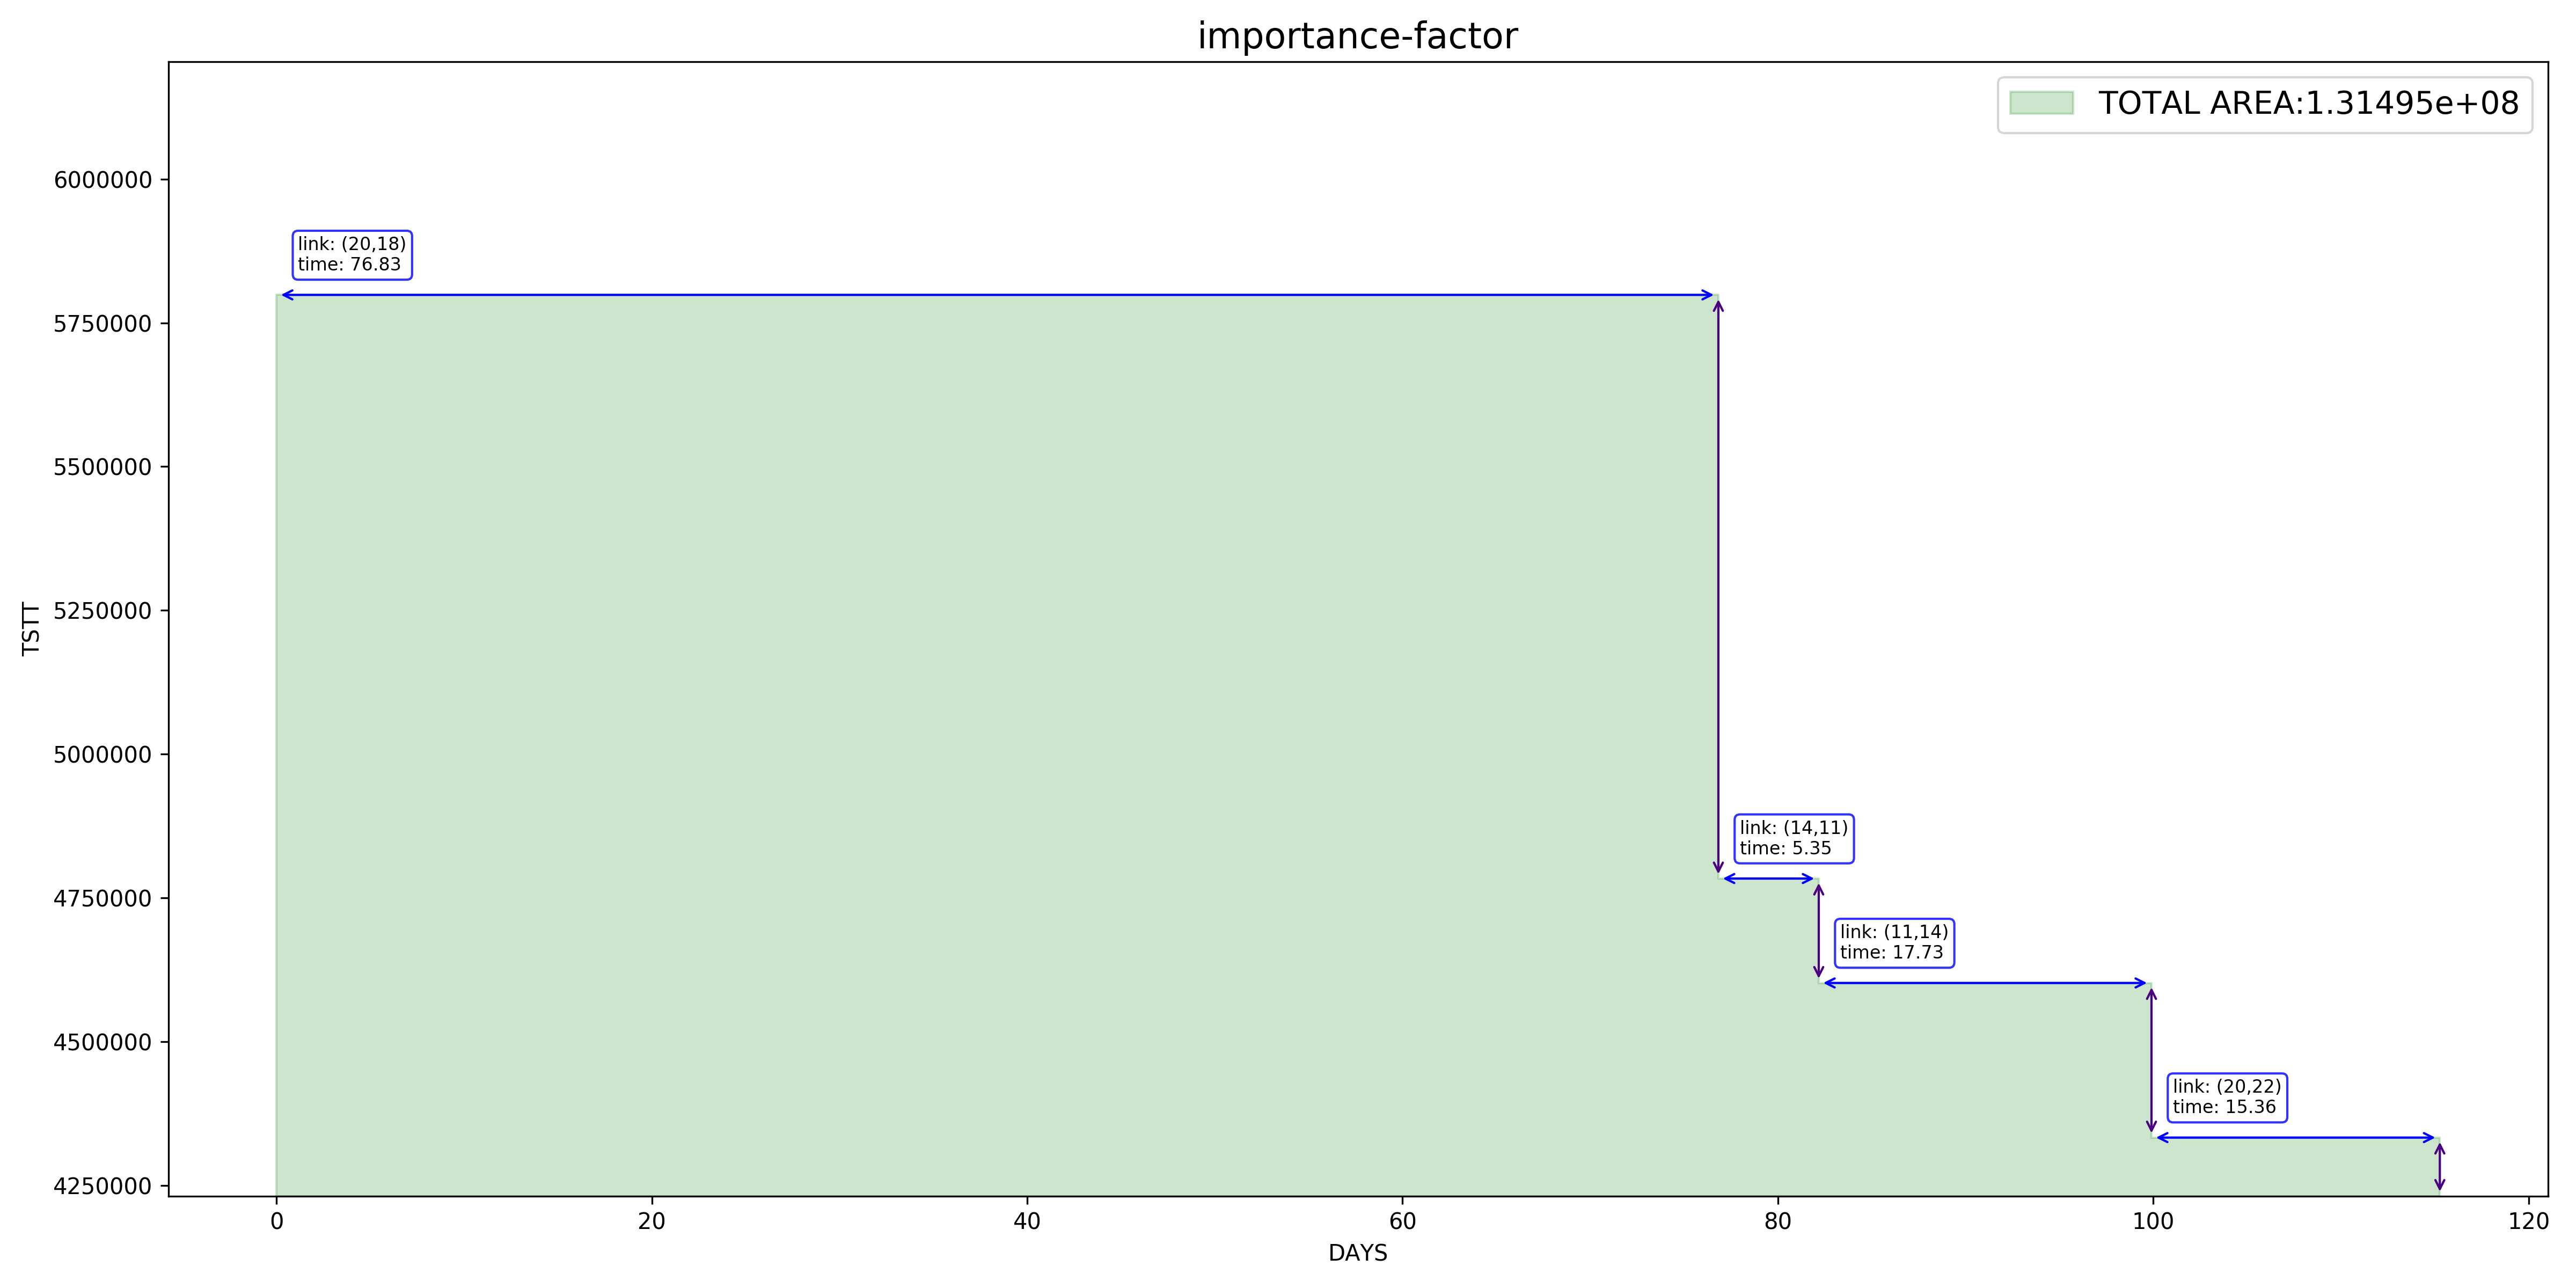 importance-factor
TOTAL AREA:1.31495e+08
6000000
5750000
5500000
5250000
5000000
4750000
4500000
4250000
TSTT
link: (20,18)
time: 76.83
link: (14,11)
time: 5.35
link: (11,14)
time: 17.73
link: (20,22)
time: 15.36
0
20
40
60
80
100
120
DAYS